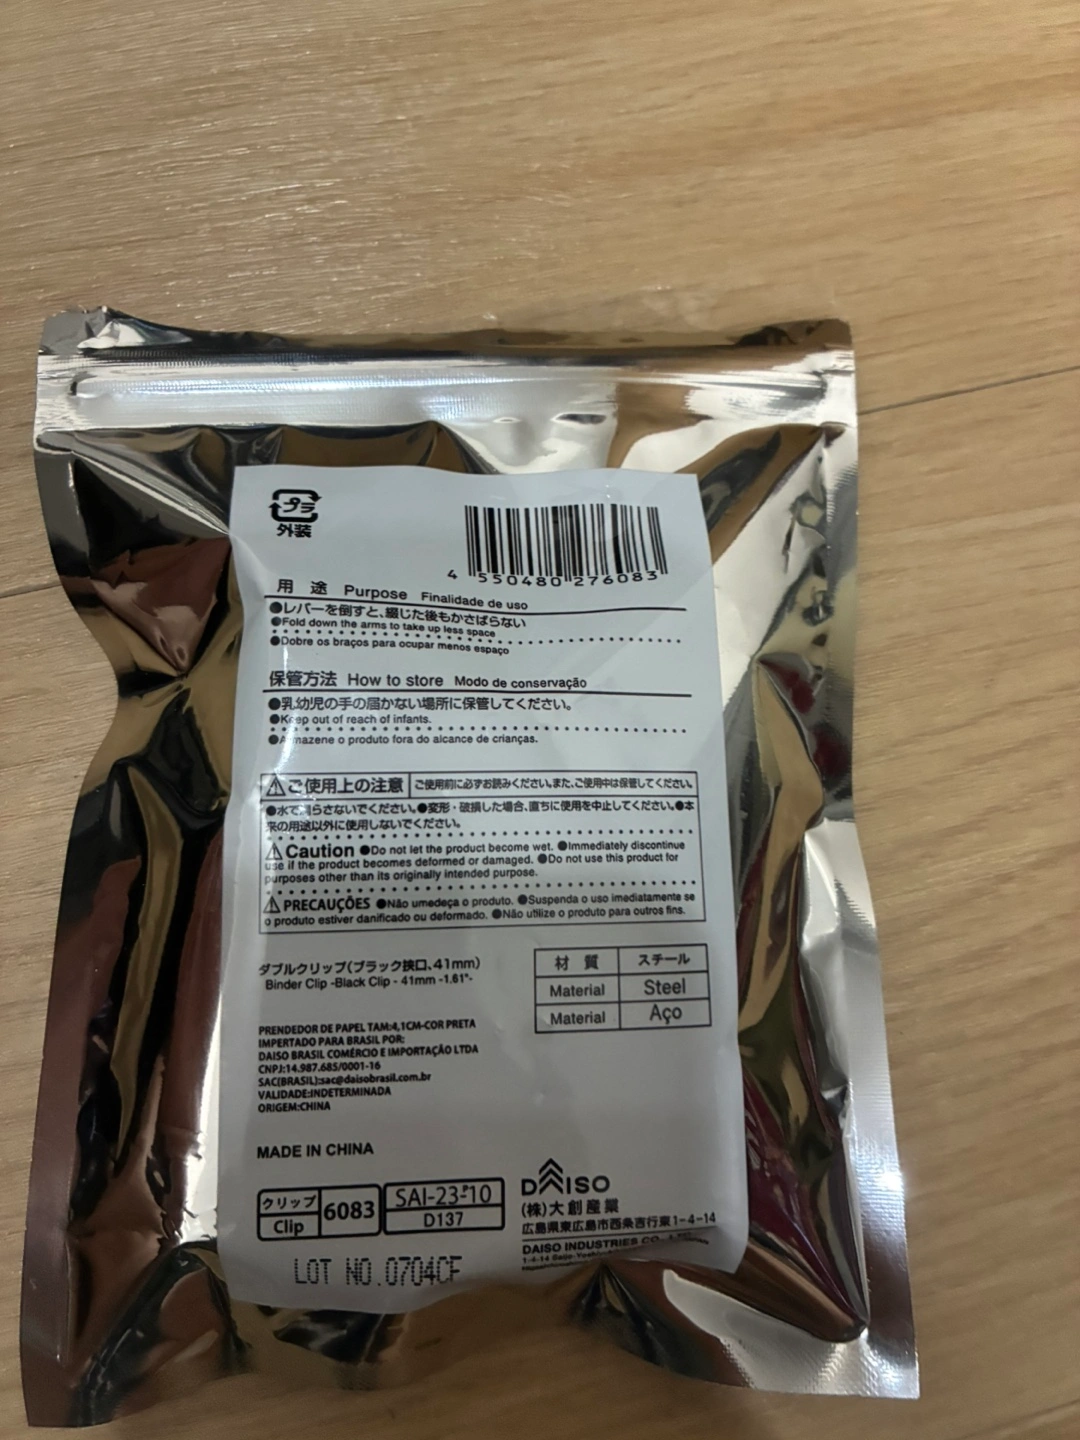 プラ
外装
4 550480 276083
用途 Purpose Finalidade de uso
●レバーを倒すと、綴じた後もかさばらない
●Fold down the arms to take up less space
●Dobre os braços para ocupar menos espaço
保管方法 How to store Modo de conservação
●乳幼児の手の届かない場所に保管してください。
●Keep out of reach of infants.
●Armazene o produto fora do alcance de crianças.
⚠ご使用上の注意 ご使用前に必ずお読みください。また、ご使用中は保管してください。
●水で濡らさないでください。●変形・破損した場合、直ちに使用を中止してください。●本
来の用途以外に使用しないでください。
⚠Caution ●Do not let the product become wet. ●Immediately discontinue
use if the product becomes deformed or damaged. ●Do not use this product for
purposes other than its originally intended purpose.
⚠PRECAUÇÕES ●Não umedeça o produto. ●Suspenda o uso imediatamente se
o produto estiver danificado ou deformado. ●Não utilize o produto para outros fins.
ダブルクリップ(ブラック挟口、41mm)
Binder Clip -Black Clip - 41mm -1.61"-
材質 スチール
Material Steel
Material Aço
PRENDEDOR DE PAPEL TAM:4,1CM-COR PRETA
IMPERTADO PARA BRASIL POR:
DAISO BRASIL COMÉRCIO E IMPORTAÇÃO LTDA
CNPJ:14.987.685/0001-16
SAC(BRASIL):sac@daisobrasil.com.br
VALIDADE:INDETERMINADA
ORIGEM:CHINA
MADE IN CHINA
クリップ 6083 SAI-23-10
Clip D137
LOT NO.0704CF
DAISO
(株)大創産業
広島県東広島市西条吉行東1-4-14
DAISO INDUSTRIES CO.,
1-4-14 Saijo